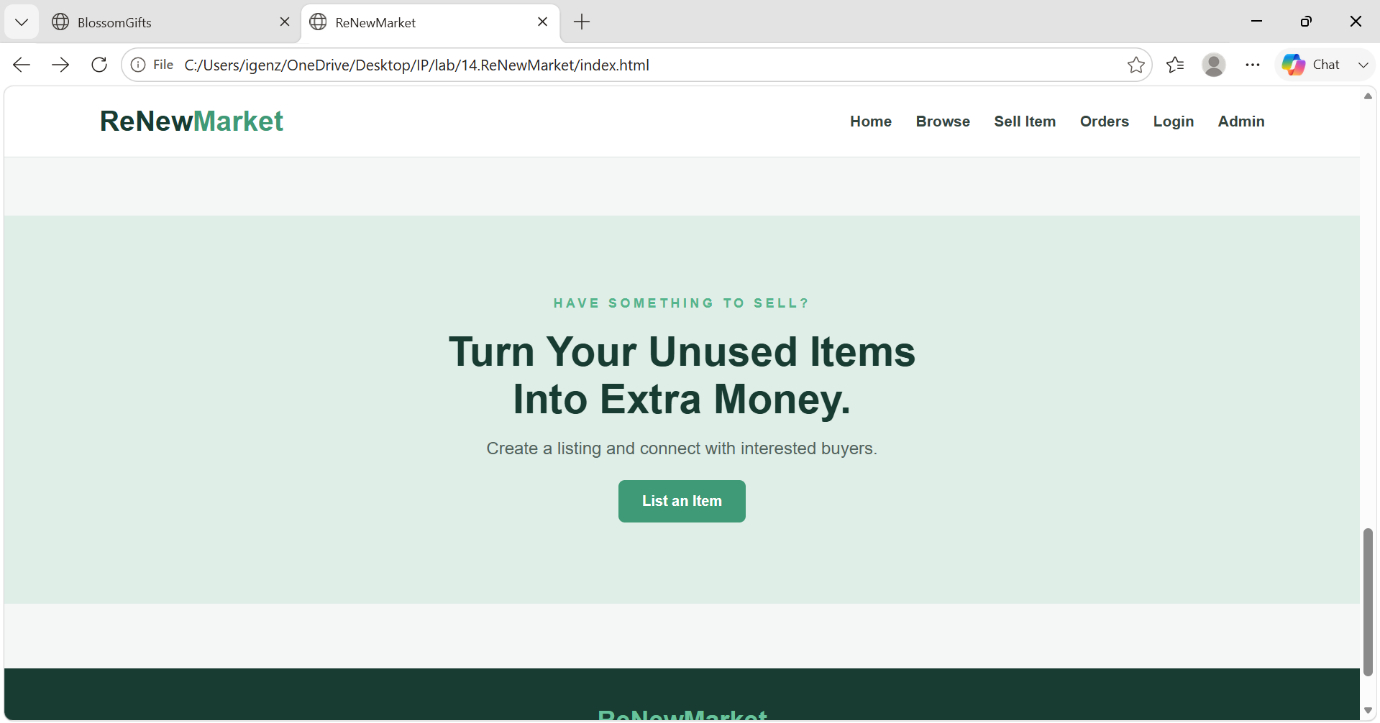 BlossomGifts
ReNewMarket
File C:/Users/igenz/OneDrive/Desktop/IP/lab/14.ReNewMarket/index.html
Chat
ReNewMarket
Home Browse Sell Item Orders Login Admin
HAVE SOMETHING TO SELL?
Turn Your Unused Items
Into Extra Money.
Create a listing and connect with interested buyers.
List an Item
ReNewMarket